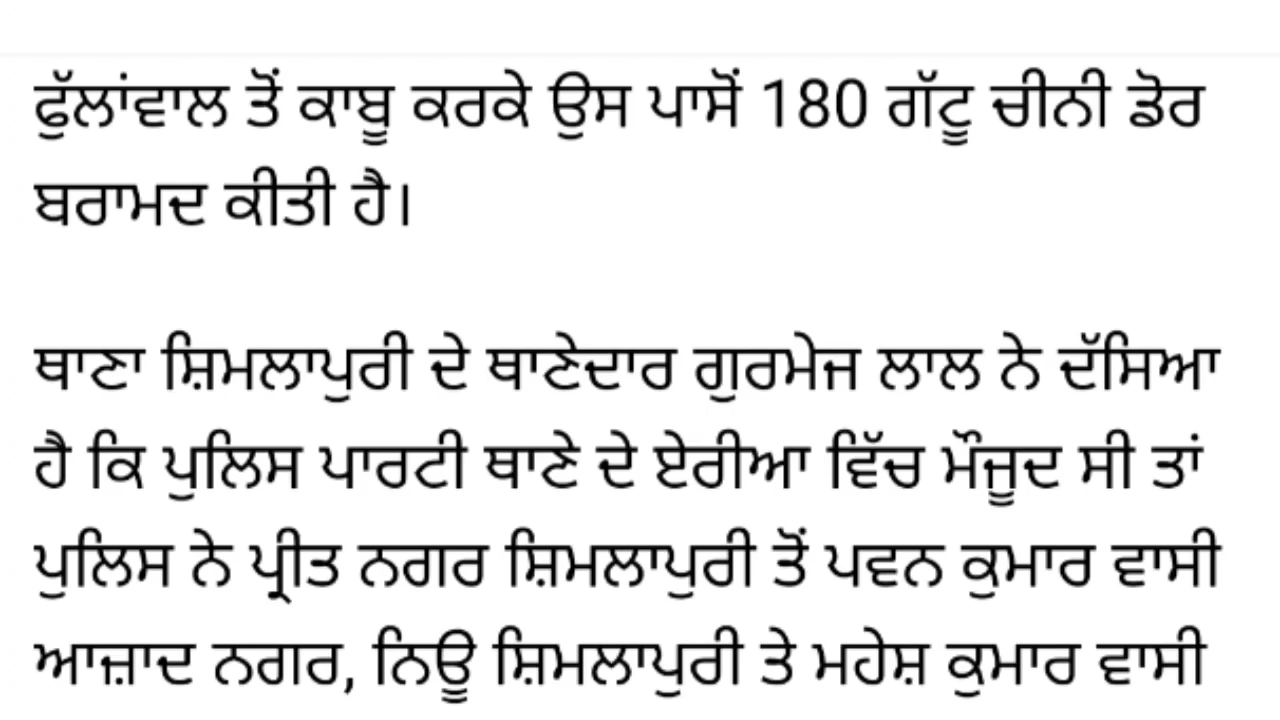 ਫੁੱਲਾਂਵਾਲ ਤੋਂ ਕਾਬੂ ਕਰਕੇ ਉਸ ਪਾਸੋਂ 180 ਗੱਟੂ ਚੀਨੀ ਡੋਰ
ਬਰਾਮਦ ਕੀਤੀ ਹੈ।
ਥਾਣਾ ਸ਼ਿਮਲਾਪੁਰੀ ਦੇ ਥਾਣੇਦਾਰ ਗੁਰਮੇਜ ਲਾਲ ਨੇ ਦੱਸਿਆ
ਹੈ ਕਿ ਪੁਲਿਸ ਪਾਰਟੀ ਥਾਣੇ ਦੇ ਏਰੀਆ ਵਿੱਚ ਮੌਜੂਦ ਸੀ ਤਾਂ
ਪੁਲਿਸ ਨੇ ਪ੍ਰੀਤ ਨਗਰ ਸ਼ਿਮਲਾਪੁਰੀ ਤੋਂ ਪਵਨ ਕੁਮਾਰ ਵਾਸੀ
ਆਜ਼ਾਦ ਨਗਰ, ਨਿਊ ਸ਼ਿਮਲਾਪੁਰੀ ਤੇ ਮਹੇਸ਼ ਕੁਮਾਰ ਵਾਸੀ